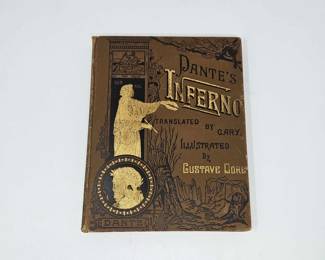 DANTE'S
INFERNO
TRANSLATED BY CARY,
ILLUSTRATED
by
GUSTAVE DORÉ
DANTE